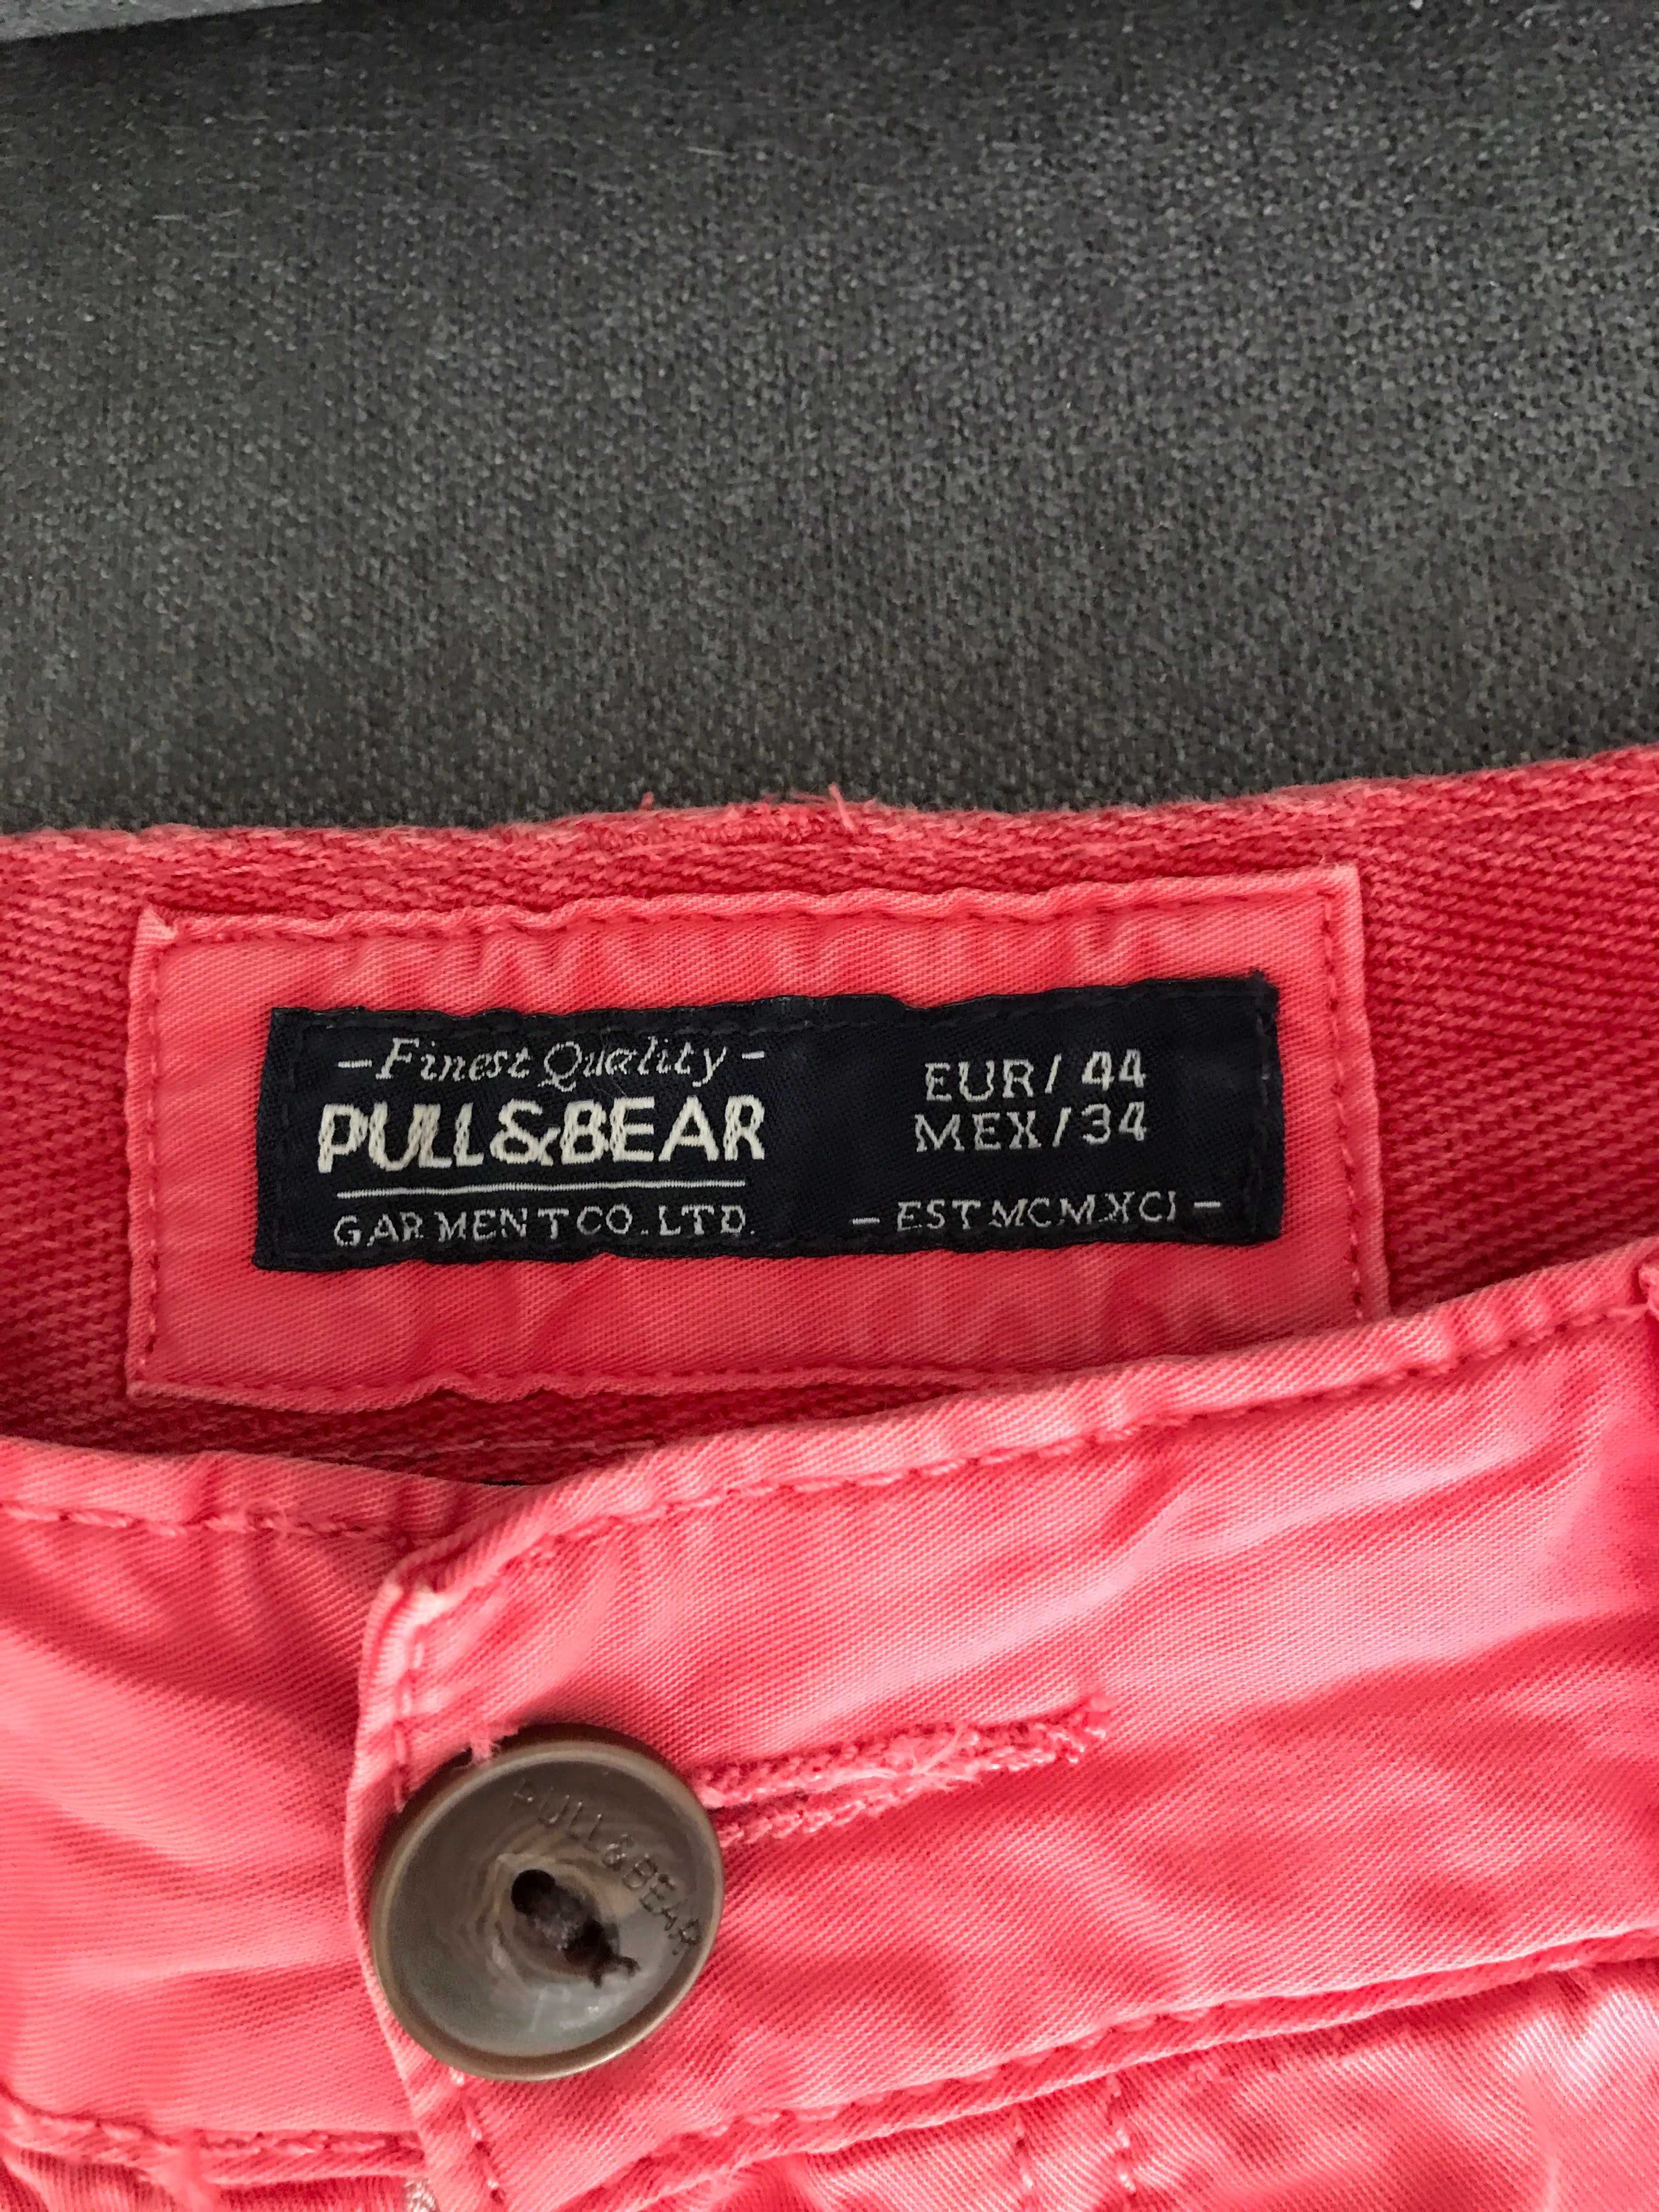 -Finest Quality-
PULL&BEAR
GARMENT CO. LTD.
EUR/ 44
MEX/34
- EST MCMXCI -
PULL&BEAR